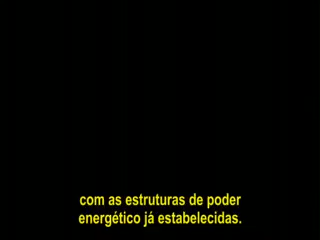 com as estruturas de poder
energético já estabelecidas.